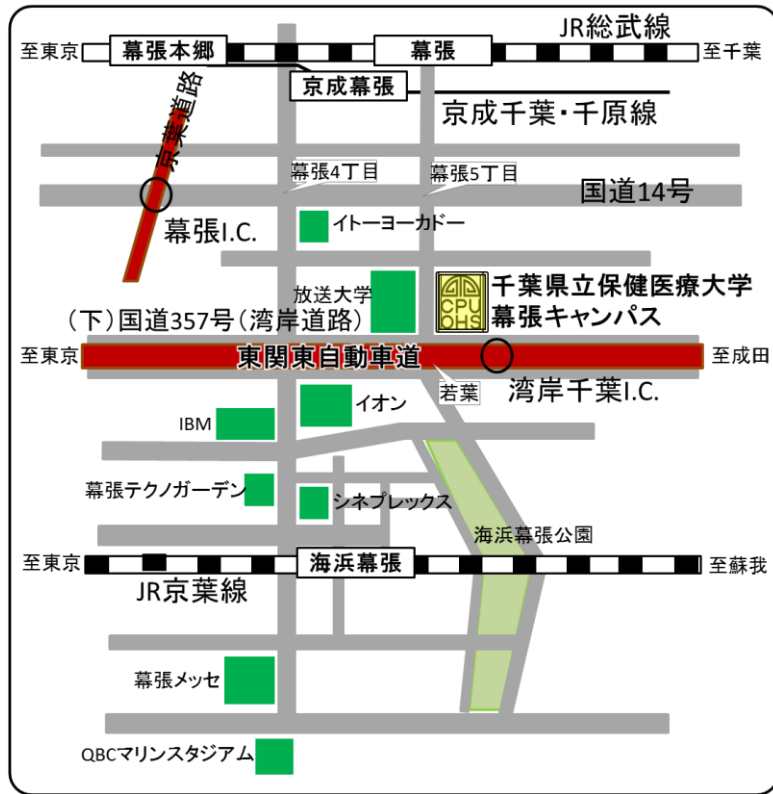 JR総武線
至東京
幕張本郷
幕張
至千葉
京成幕張
京成千葉・千原線
京葉道路
幕張4丁目
幕張5丁目
国道14号
幕張I.C.
イトーヨーカドー
放送大学
CPU
OHS
千葉県立保健医療大学
幕張キャンパス
（下）国道357号（湾岸道路）
至東京
東関東自動車道
至成田
若葉
湾岸千葉I.C.
イオン
IBM
幕張テクノガーデン
シネプレックス
海浜幕張公園
至東京
海浜幕張
至蘇我
JR京葉線
幕張メッセ
QBCマリンスタジアム